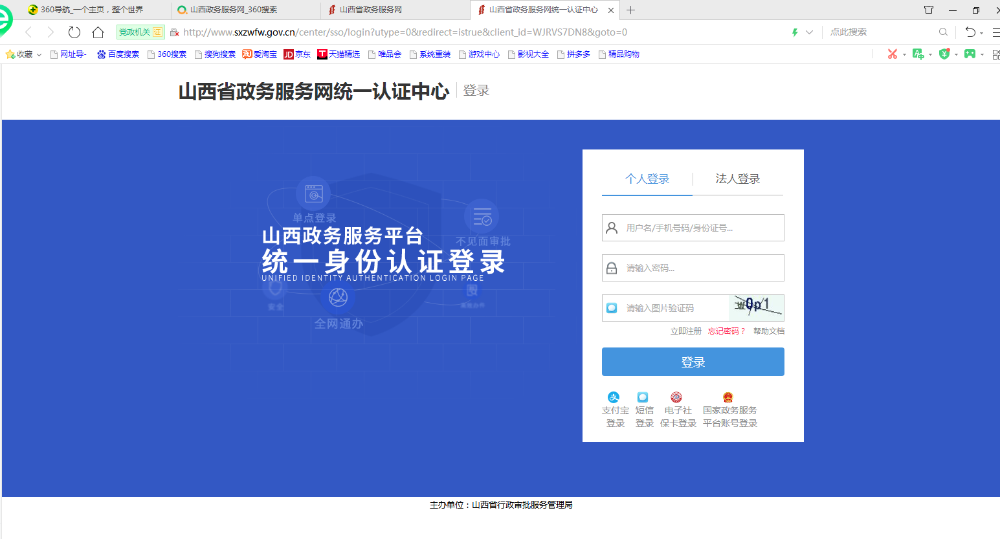 360导航_一个主页，整个世界
山西政务服务网_360搜索
山西省政务服务网
山西省政务服务网统一认证中心
党政机关 证
http://www.sxzwfw.gov.cn/center/sso/login?utype=0&redirect=istrue&client_id=WJRVS7DN8&goto=0
点此搜索
收藏 网址导- 百度搜索 360搜索 搜狗搜索 淘 爱淘宝 JD 京东 T 天猫精选 唯品会 系统重装 游戏中心 影视大全 拼多多 精品购物
山西省政务服务网统一认证中心 登录
单点登录
不见面审批
山西政务服务平台
统一身份认证登录
UNIFIED IDENTITY AUTHENTICATION LOGIN PAGE
安全
全网通办
个人登录 法人登录
用户名/手机号码/身份证号...
请输入密码...
请输入图片验证码 w0p1
立即注册 忘记密码？ 帮助文档
登录
支付宝 短信 电子社 国家政务服务
登录 登录 保卡登录 平台账号登录
主办单位：山西省行政审批服务管理局